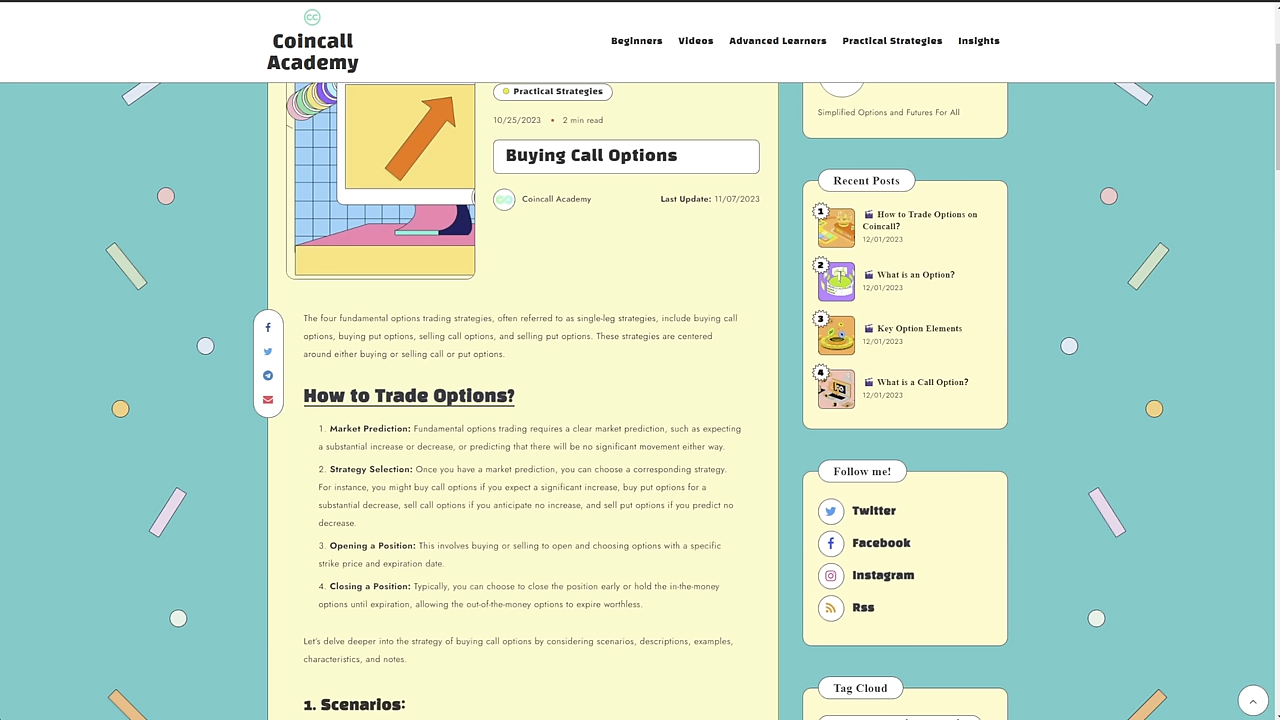 CC
Coincall
Academy
Beginners
Videos
Advanced Learners
Practical Strategies
Insights
Practical Strategies
10/25/2023 • 2 min read
Buying Call Options
Coincall Academy
Last Update: 11/07/2023
The four fundamental options trading strategies, often referred to as single-leg strategies, include buying call
options, buying put options, selling call options, and selling put options. These strategies are centered
around either buying or selling call or put options.
How to Trade Options?
1. Market Prediction: Fundamental options trading requires a clear market prediction, such as expecting
a substantial increase or decrease, or predicting that there will be no significant movement either way.
2. Strategy Selection: Once you have a market prediction, you can choose a corresponding strategy.
For instance, you might buy call options if you expect a significant increase, buy put options for a
substantial decrease, sell call options if you anticipate no increase, and sell put options if you predict no
decrease.
3. Opening a Position: This involves buying or selling to open and choosing options with a specific
strike price and expiration date.
4. Closing a Position: Typically, you can choose to close the position early or hold the in-the-money
options until expiration, allowing the out-of-the-money options to expire worthless.
Let's delve deeper into the strategy of buying call options by considering scenarios, descriptions, examples,
characteristics, and notes.
1. Scenarios:
Simplified Options and Futures For All
Recent Posts
1
🎬 How to Trade Options on
Coincall?
12/01/2023
2
🎬 What is an Option?
12/01/2023
3
🎬 Key Option Elements
12/01/2023
4
🎬 What is a Call Option?
12/01/2023
Follow me!
Twitter
Facebook
Instagram
Rss
Tag Cloud